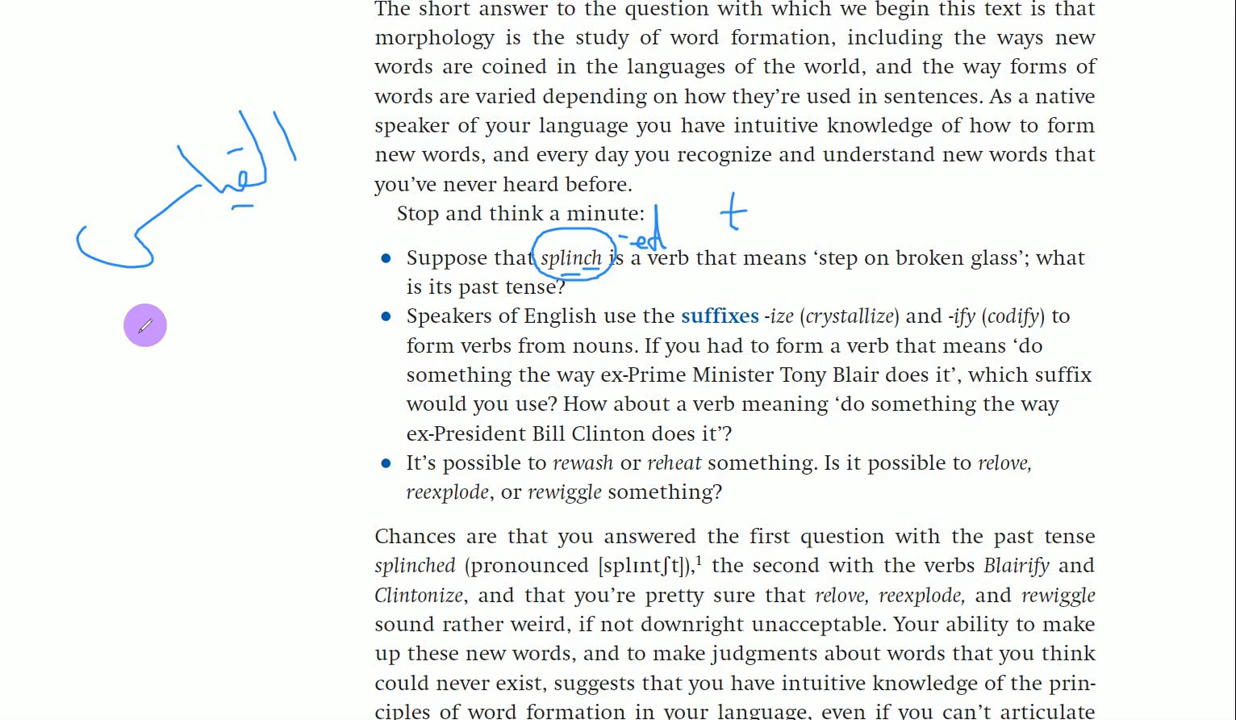 The short answer to the question with which we begin this text is that
morphology is the study of word formation, including the ways new
words are coined in the languages of the world, and the way forms of
words are varied depending on how they're used in sentences. As a native
speaker of your language you have intuitive knowledge of how to form
new words, and every day you recognize and understand new words that
you've never heard before.
Stop and think a minute:
-ed
t
• Suppose that splinch is a verb that means ‘step on broken glass’; what
is its past tense?
• Speakers of English use the suffixes -ize (crystallize) and -ify (codify) to
form verbs from nouns. If you had to form a verb that means ‘do
something the way ex-Prime Minister Tony Blair does it’, which suffix
would you use? How about a verb meaning ‘do something the way
ex-President Bill Clinton does it’?
• It's possible to rewash or reheat something. Is it possible to relove,
reexplode, or rewiggle something?
Chances are that you answered the first question with the past tense
splinched (pronounced [splɪntʃt]),1 the second with the verbs Blairify and
Clintonize, and that you're pretty sure that relove, reexplode, and rewiggle
sound rather weird, if not downright unacceptable. Your ability to make
up these new words, and to make judgments about words that you think
could never exist, suggests that you have intuitive knowledge of the prin-
ciples of word formation in your language, even if you can't articulate